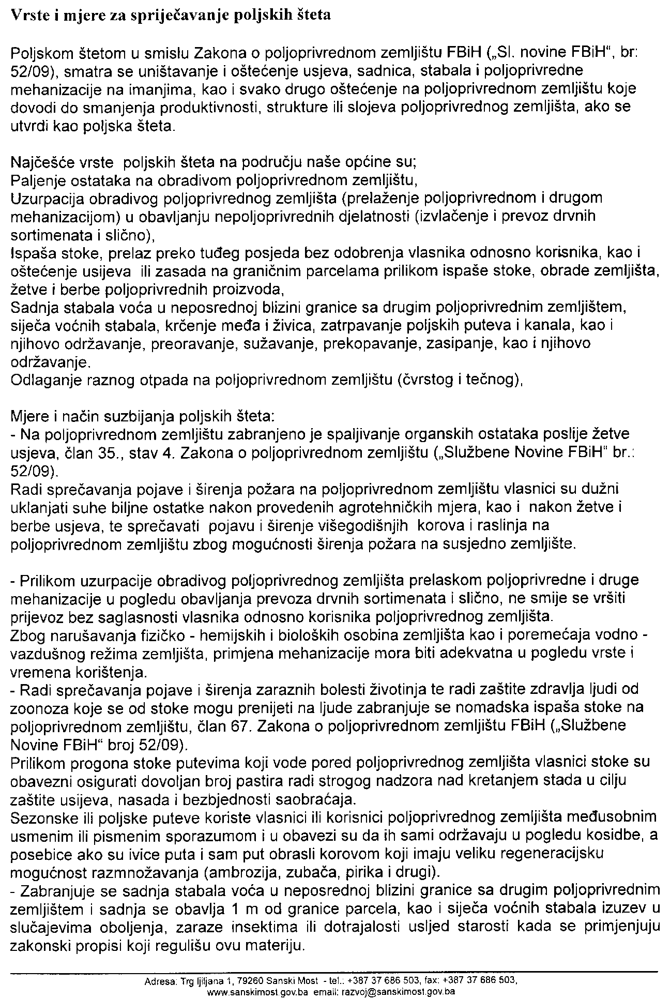 Vrste i mjere za spriječavanje poljskih šteta
Poljskom štetom u smislu Zakona o poljoprivrednom zemljištu FBiH („Sl. novine FBiH“, br:
52/09), smatra se uništavanje i oštećenje usjeva, sadnica, stabala i poljoprivredne
mehanizacije na imanjima, kao i svako drugo oštećenje na poljoprivrednom zemljištu koje
dovodi do smanjenja produktivnosti, strukture ili slojeva poljoprivrednog zemljišta, ako se
utvrdi kao poljska šteta.
Najčešće vrste poljskih šteta na području naše općine su;
Paljenje ostataka na obradivom poljoprivrednom zemljištu,
Uzurpacija obradivog poljoprivrednog zemljišta (prelaženje poljoprivrednom i drugom
mehanizacijom) u obavljanju nepoljoprivrednih djelatnosti (izvlačenje i prevoz drvnih
sortimenata i slično),
Ispaša stoke, prelaz preko tuđeg posjeda bez odobrenja vlasnika odnosno korisnika, kao i
oštećenje usijeva ili zasada na graničnim parcelama prilikom ispaše stoke, obrade zemljišta,
žetve i berbe poljoprivrednih proizvoda,
Sadnja stabala voća u neposrednoj blizini granice sa drugim poljoprivrednim zemljištem,
siječa voćnih stabala, krčenje međa i živica, zatrpavanje poljskih puteva i kanala, kao i
njihovo održavanje, preoravanje, sužavanje, prekopavanje, zasipanje, kao i njihovo
održavanje.
Odlaganje raznog otpada na poljoprivrednom zemljištu (čvrstog i tečnog),
Mjere i način suzbijanja poljskih šteta:
- Na poljoprivrednom zemljištu zabranjeno je spaljivanje organskih ostataka poslije žetve
usjeva, član 35., stav 4. Zakona o poljoprivrednom zemljištu („Službene Novine FBiH“ br.:
52/09).
Radi sprečavanja pojave i širenja požara na poljoprivrednom zemljištu vlasnici su dužni
uklanjati suhe biljne ostatke nakon provedenih agrotehničkih mjera, kao i nakon žetve i
berbe usjeva, te sprečavati pojavu i širenje višegodišnjih korova i raslinja na
poljoprivrednom zemljištu zbog mogućnosti širenja požara na susjedno zemljište.
- Prilikom uzurpacije obradivog poljoprivrednog zemljišta prelaskom poljoprivredne i druge
mehanizacije u pogledu obavljanja prevoza drvnih sortimenata i slično, ne smije se vršiti
prijevoz bez saglasnosti vlasnika odnosno korisnika poljoprivrednog zemljišta.
Zbog narušavanja fizičko - hemijskih i bioloških osobina zemljišta kao i poremećaja vodno -
vazdušnog režima zemljišta, primjena mehanizacije mora biti adekvatna u pogledu vrste i
vremena korištenja.
- Radi sprečavanja pojave i širenja zaraznih bolesti životinja te radi zaštite zdravlja ljudi od
zoonoza koje se od stoke mogu prenijeti na ljude zabranjuje se nomadska ispaša stoke na
poljoprivrednom zemljištu, član 67. Zakona o poljoprivrednom zemljištu FBiH („Službene
Novine FBiH“ broj 52/09).
Prilikom progona stoke putevima koji vode pored poljoprivrednog zemljišta vlasnici stoke su
obavezni osigurati dovoljan broj pastira radi strogog nadzora nad kretanjem stada u cilju
zaštite usijeva, nasada i bezbjednosti saobraćaja.
Sezonske ili poljske puteve koriste vlasnici ili korisnici poljoprivrednog zemljišta međusobnim
usmenim ili pismenim sporazumom i u obavezi su da ih sami održavaju u pogledu kosidbe, a
posebice ako su ivice puta i sam put obrasli korovom koji imaju veliku regeneracijsku
mogućnost razmnožavanja (ambrozija, zubača, pirika i drugi).
- Zabranjuje se sadnja stabala voća u neposrednoj blizini granice sa drugim poljoprivrednim
zemljištem i sadnja se obavlja 1 m od granice parcela, kao i siječa voćnih stabala izuzev u
slučajevima oboljenja, zaraze insektima ili dotrajalosti usljed starosti kada se primjenjuju
zakonski propisi koji regulišu ovu materiju.
Adresa: Trg ljiljana 1, 79260 Sanski Most - tel.: +387 37 686 503, fax: +387 37 686 503,
www.sanskimost.gov.ba email: razvoj@sanskimost.gov.ba